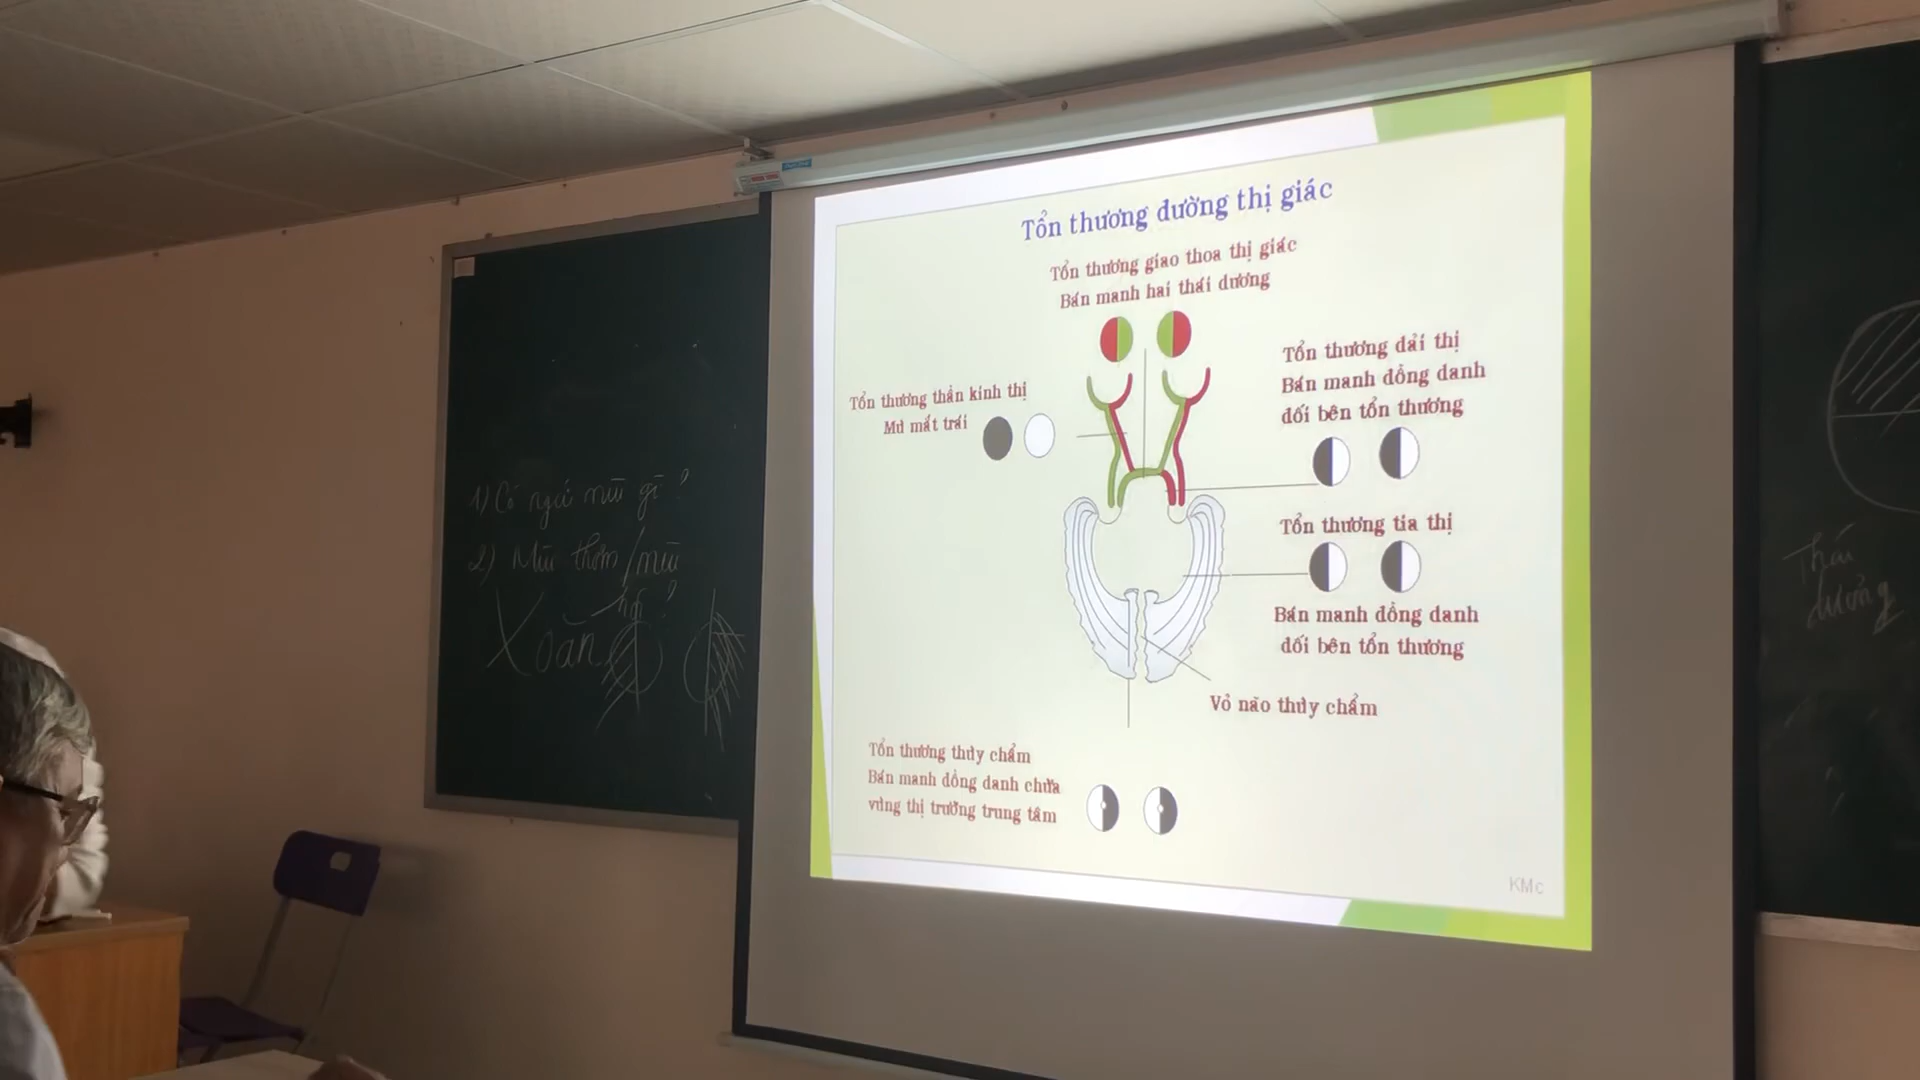 Tổn thương đường thị giác
Tổn thương giao thoa thị giác
Bán manh hai thái dương
Tổn thương thần kinh thị
Mù mắt trái
Tổn thương dải thị
Bán manh đồng danh
đối bên tổn thương
Tổn thương tia thị
Bán manh đồng danh
đối bên tổn thương
Vỏ não thùy chẩm
Tổn thương thùy chẩm
Bán manh đồng danh chừa
vùng thị trường trung tâm
KMc
1) Có ngửi mùi gì?
2) Mùi thơm/mùi
hôi?
Xoăn
Thái
dương